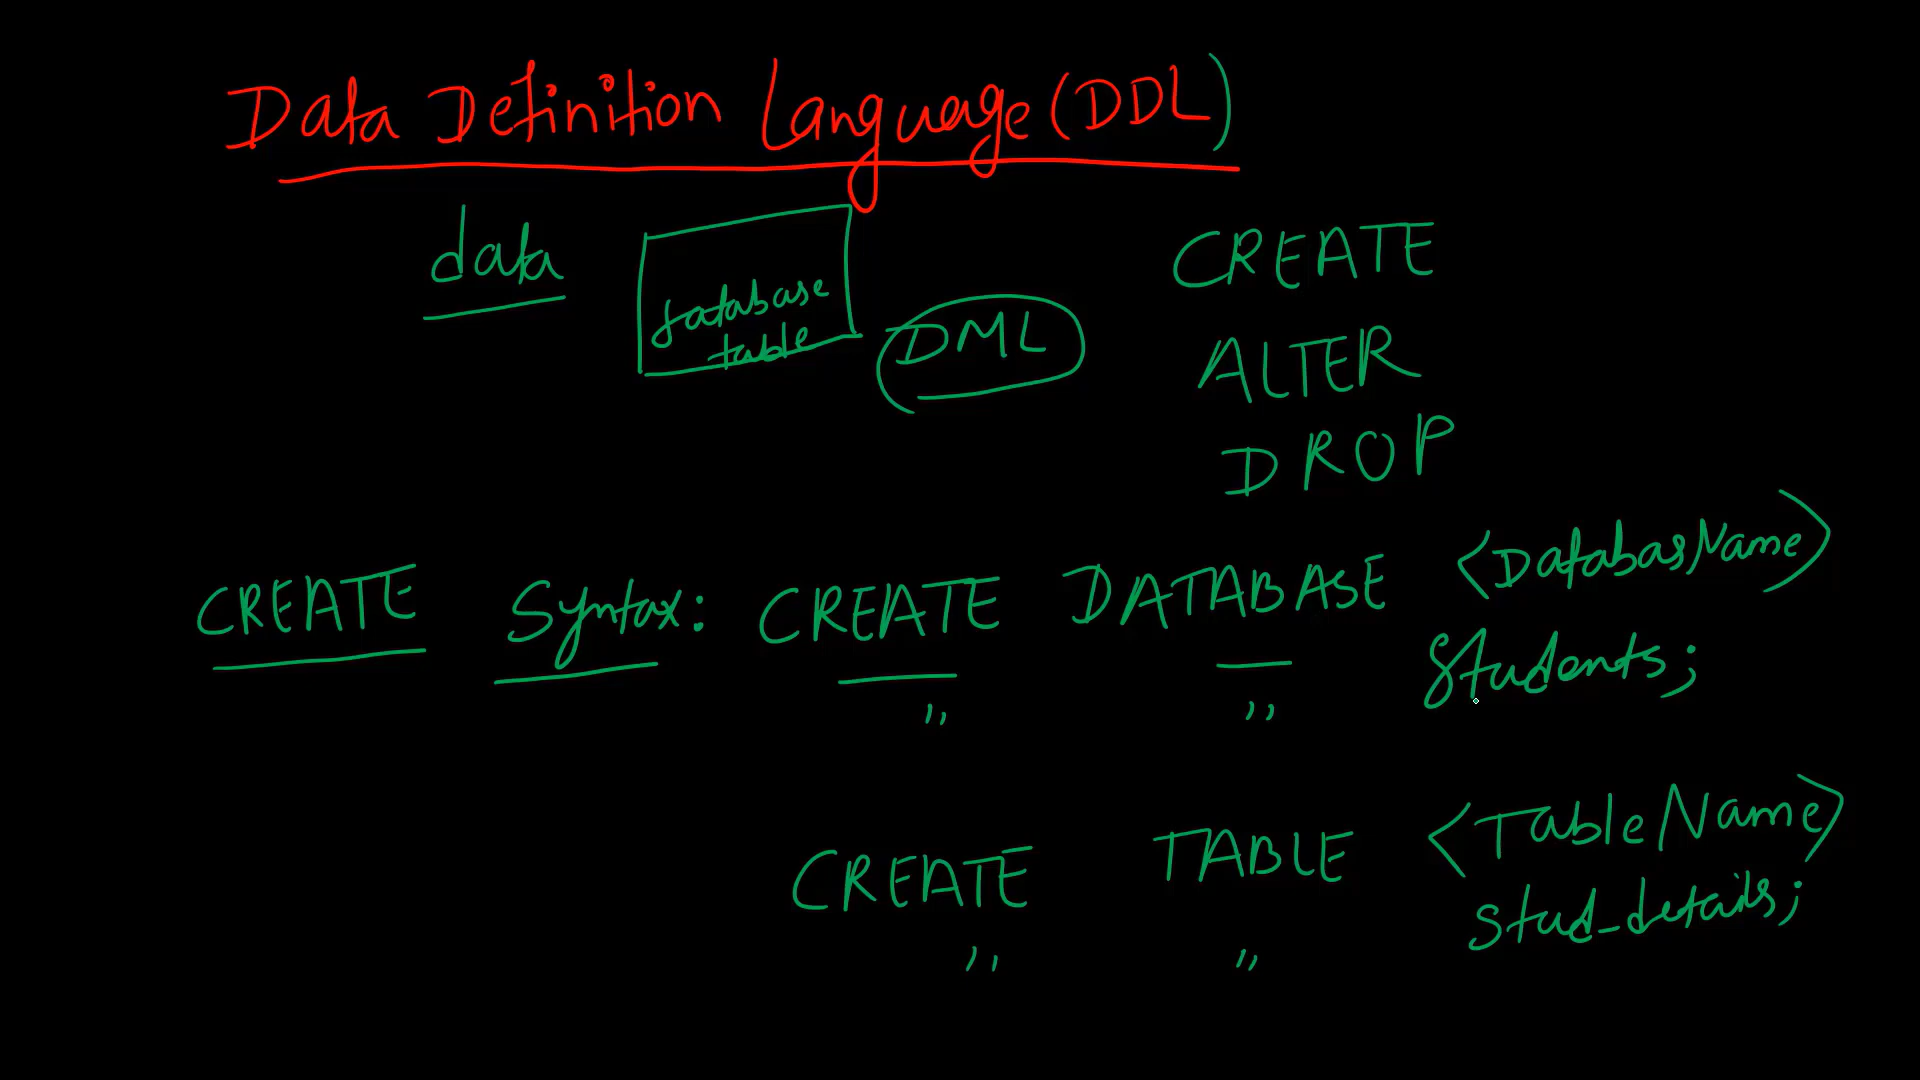 Data Definition Language (DDL)
data
database
table
DML
CREATE
ALTER
DROP
CREATE Syntax: CREATE DATABASE <DatabasName>
" " Students;
CREATE TABLE <TableName>
" " stud_details;